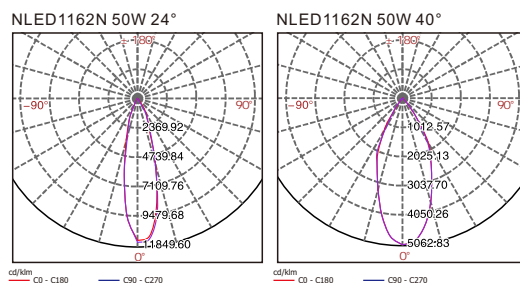 NLED1162N 50W 24°
-+180°
-90°
90°
2369.92
4739.84
7109.76
9479.68
11849.60
0°
cd/klm
C0 - C180
C90 - C270
NLED1162N 50W 40°
-+180°
-90°
90°
1012.57
2025.13
3037.70
4050.26
5062.83
0°
cd/klm
C0 - C180
C90 - C270